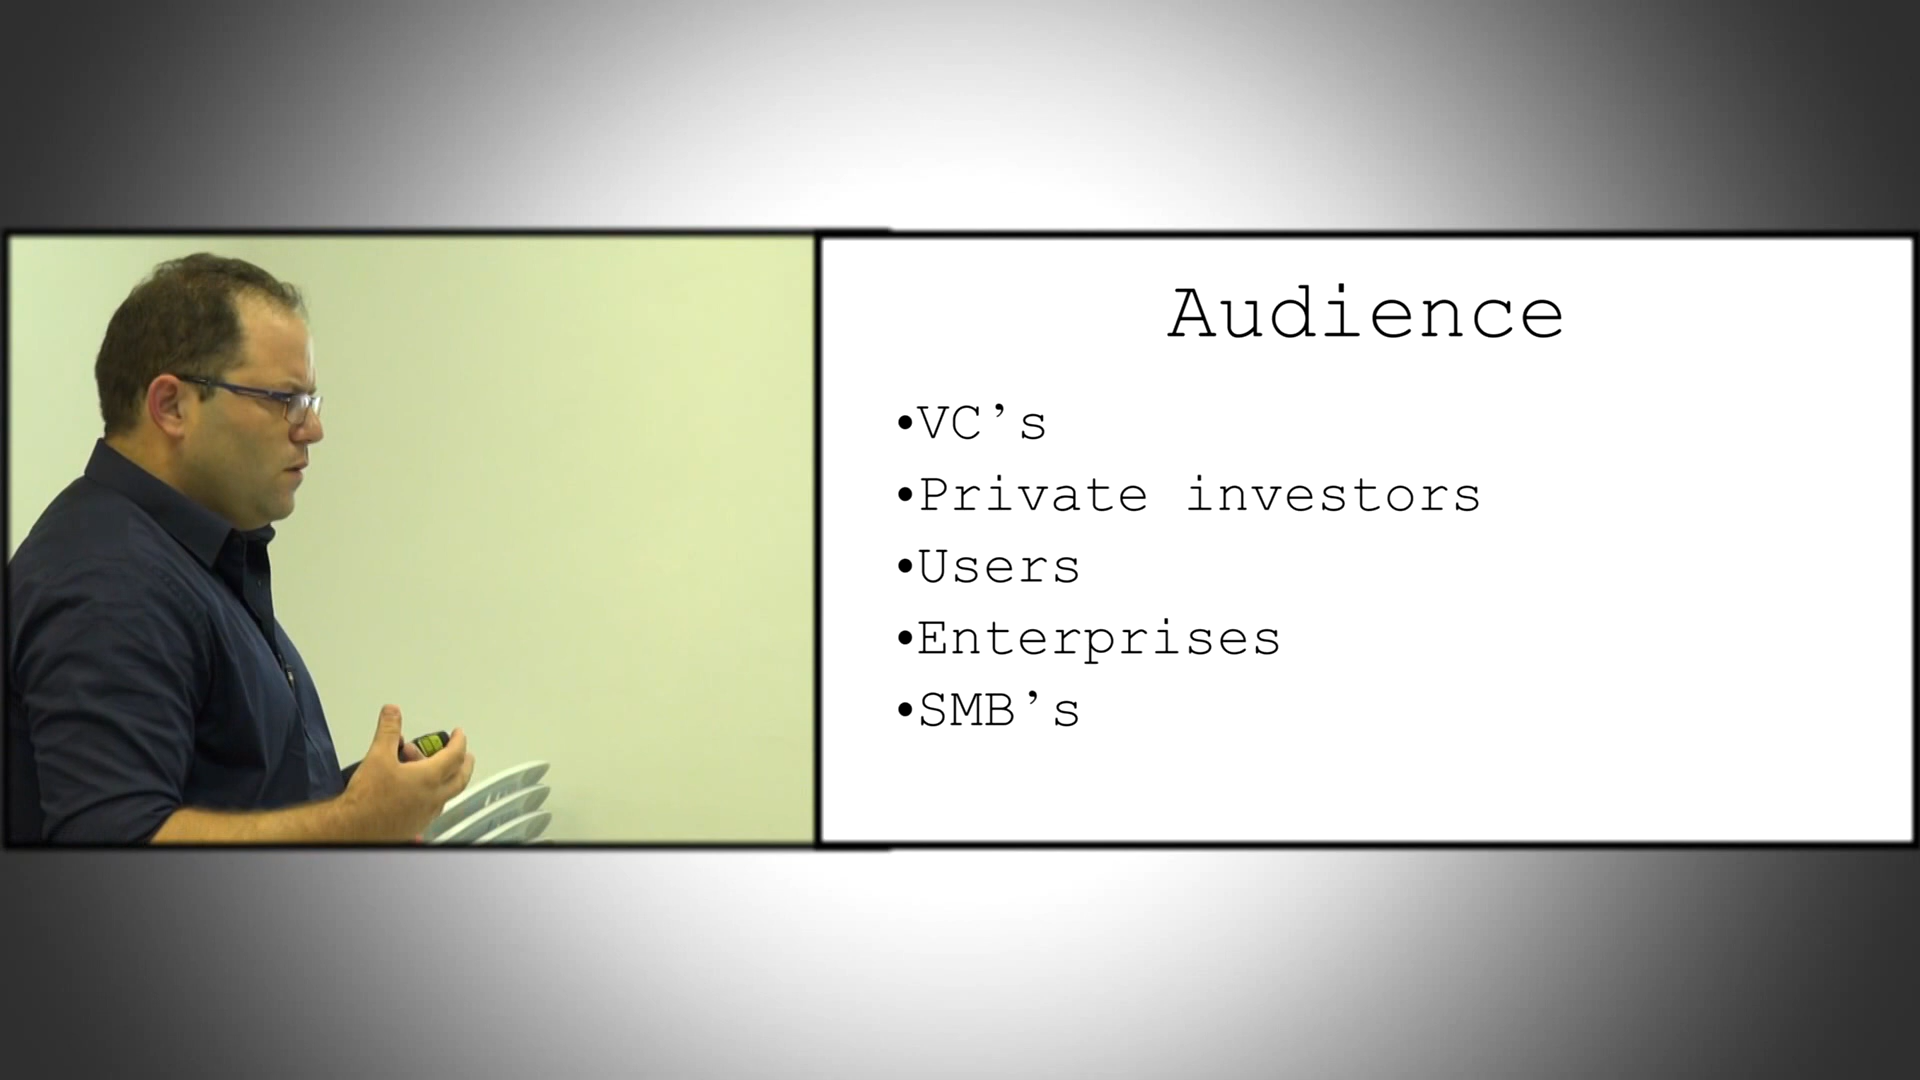 Audience
•VC’s
•Private investors
•Users
•Enterprises
•SMB’s